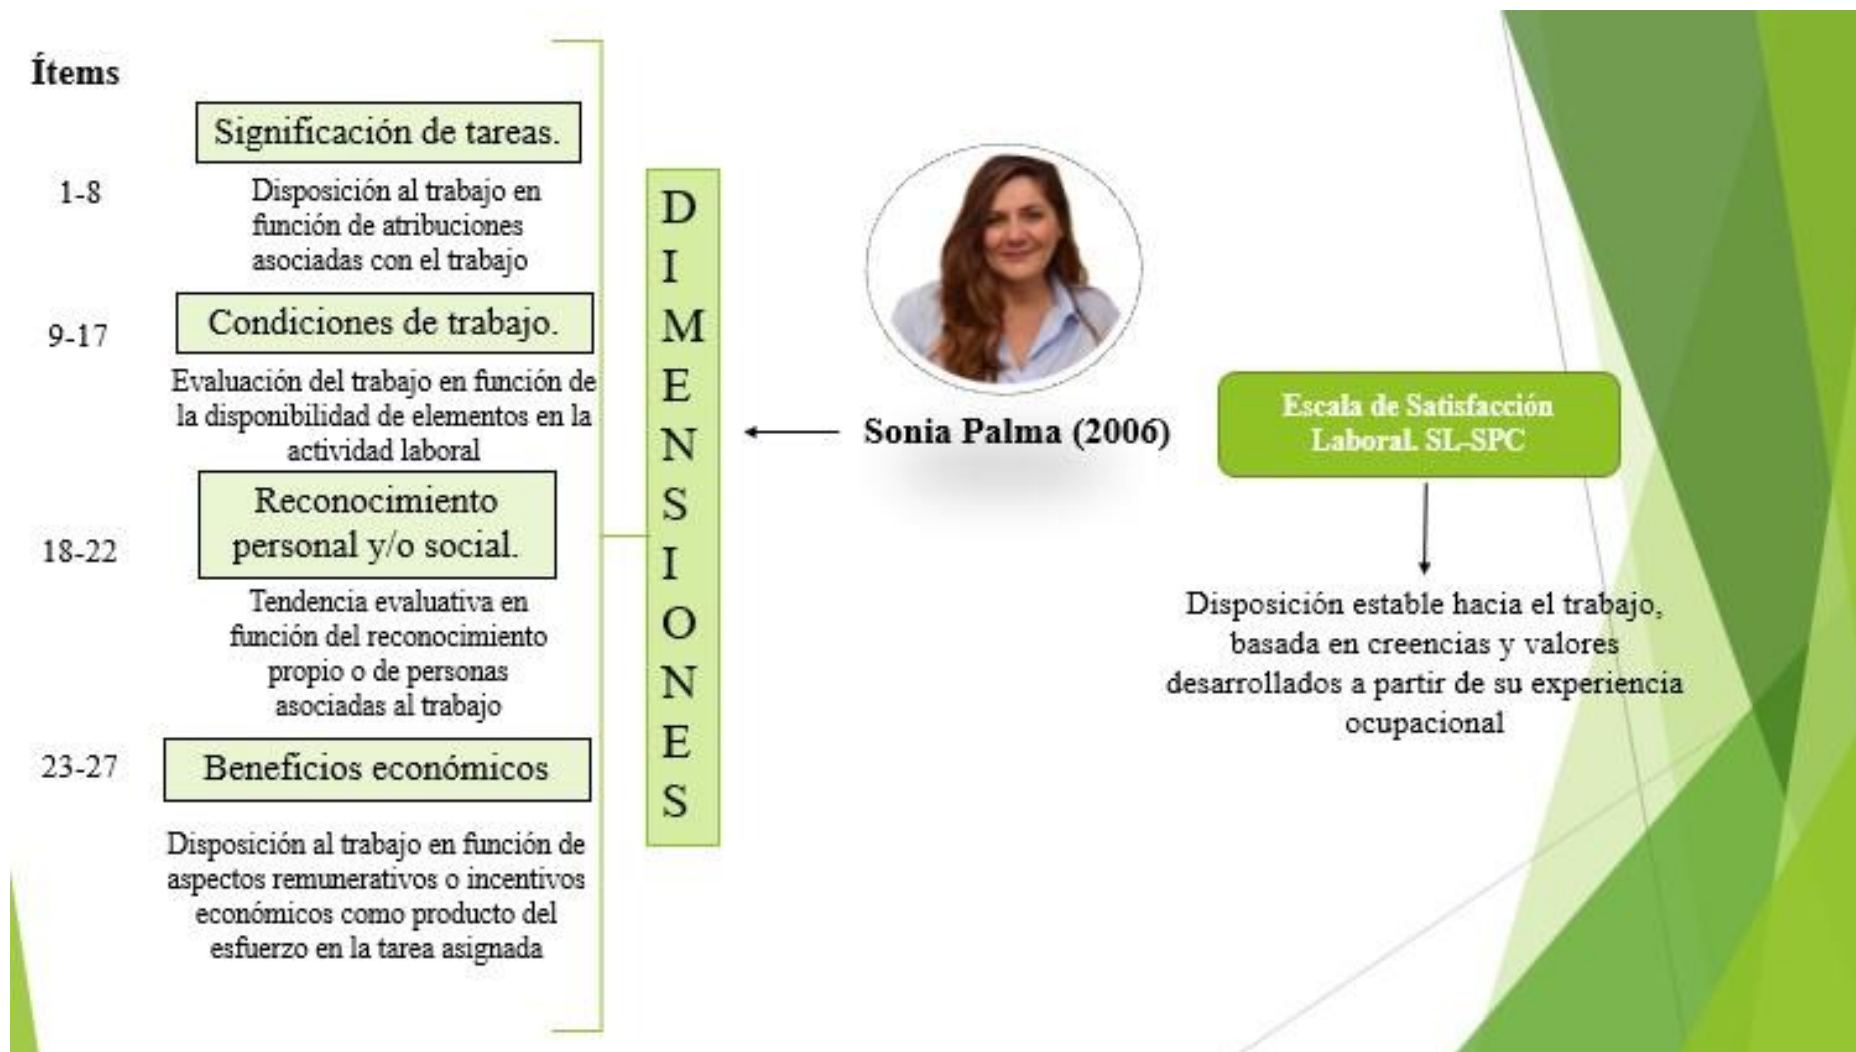 Ítems
Significación de tareas.
1-8
Disposición al trabajo en
función de atribuciones
asociadas con el trabajo
Condiciones de trabajo.
9-17
Evaluación del trabajo en función de
la disponibilidad de elementos en la
actividad laboral
Reconocimiento
personal y/o social.
18-22
Tendencia evaluativa en
función del reconocimiento
propio o de personas
asociadas al trabajo
23-27
Beneficios económicos
Disposición al trabajo en función de
aspectos remunerativos o incentivos
económicos como producto del
esfuerzo en la tarea asignada
D
I
M
E
N
S
I
O
N
E
S
Sonia Palma (2006)
Escala de Satisfacción
Laboral. SL-SPC
Disposición estable hacia el trabajo,
basada en creencias y valores
desarrollados a partir de su experiencia
ocupacional